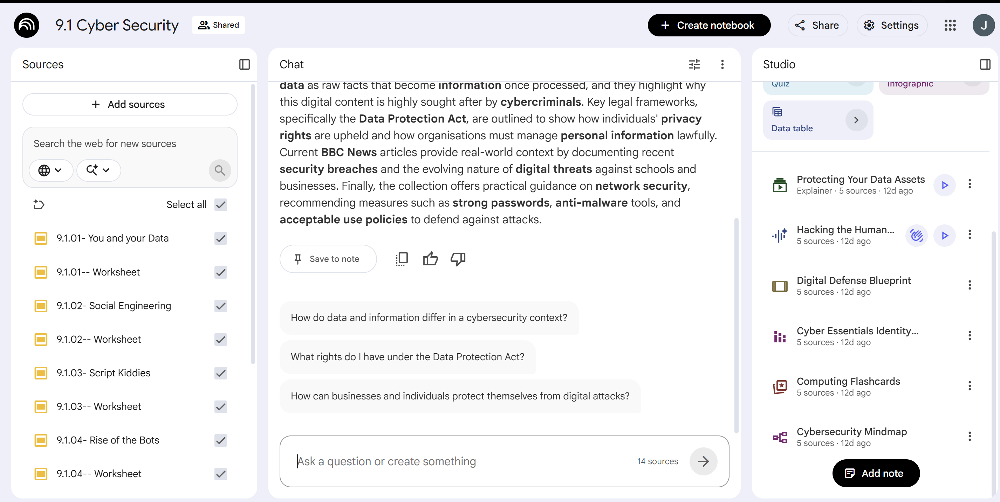 9.1 Cyber Security
Shared
Create notebook
Share
Settings
J
Sources
Add sources
Search the web for new sources
Select all
9.1.01- You and your Data
9.1.01-- Worksheet
9.1.02- Social Engineering
9.1.02-- Worksheet
9.1.03- Script Kiddies
9.1.03-- Worksheet
9.1.04- Rise of the Bots
9.1.04-- Worksheet
Chat
data as raw facts that become information once processed, and they highlight why
this digital content is highly sought after by cybercriminals. Key legal frameworks,
specifically the Data Protection Act, are outlined to show how individuals' privacy
rights are upheld and how organisations must manage personal information lawfully.
Current BBC News articles provide real-world context by documenting recent
security breaches and the evolving nature of digital threats against schools and
businesses. Finally, the collection offers practical guidance on network security,
recommending measures such as strong passwords, anti-malware tools, and
acceptable use policies to defend against attacks.
Save to note
How do data and information differ in a cybersecurity context?
What rights do I have under the Data Protection Act?
How can businesses and individuals protect themselves from digital attacks?
Ask a question or create something
14 sources
Studio
Quiz
Infographic
Data table
Protecting Your Data Assets
Explainer · 5 sources · 12d ago
Hacking the Human...
5 sources · 12d ago
Digital Defense Blueprint
5 sources · 12d ago
Cyber Essentials Identity...
5 sources · 12d ago
Computing Flashcards
5 sources · 12d ago
Cybersecurity Mindmap
5 sources · 12d ago
Add note